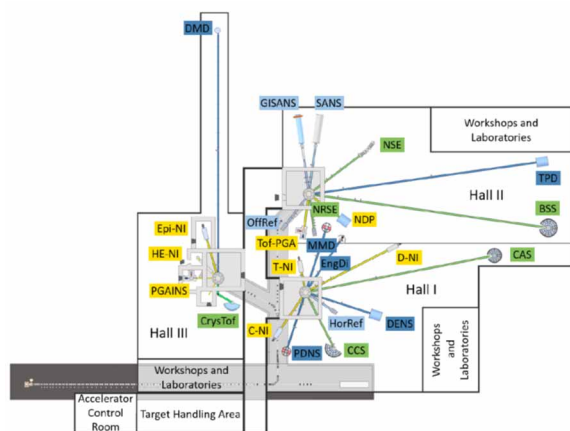 DMD
GISANS
SANS
Workshops and
Laboratories
NSE
TPD
Hall II
BSS
OffRef
NRSE
NDP
Epi-NI
Tof-PGA
MMD
HE-NI
T-NI
EngDi
D-NI
CAS
PGAINS
Hall I
CrysTof
HorRef
DENS
Hall III
C-NI
PDNS
CCS
Workshops
and
Laboratories
Workshops and
Laboratories
Accelerator
Control
Room
Target Handling Area